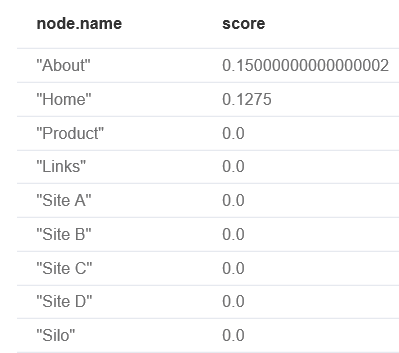 node.name score
"About" 0.15000000000000002
"Home" 0.1275
"Product" 0.0
"Links" 0.0
"Site A" 0.0
"Site B" 0.0
"Site C" 0.0
"Site D" 0.0
"Silo" 0.0